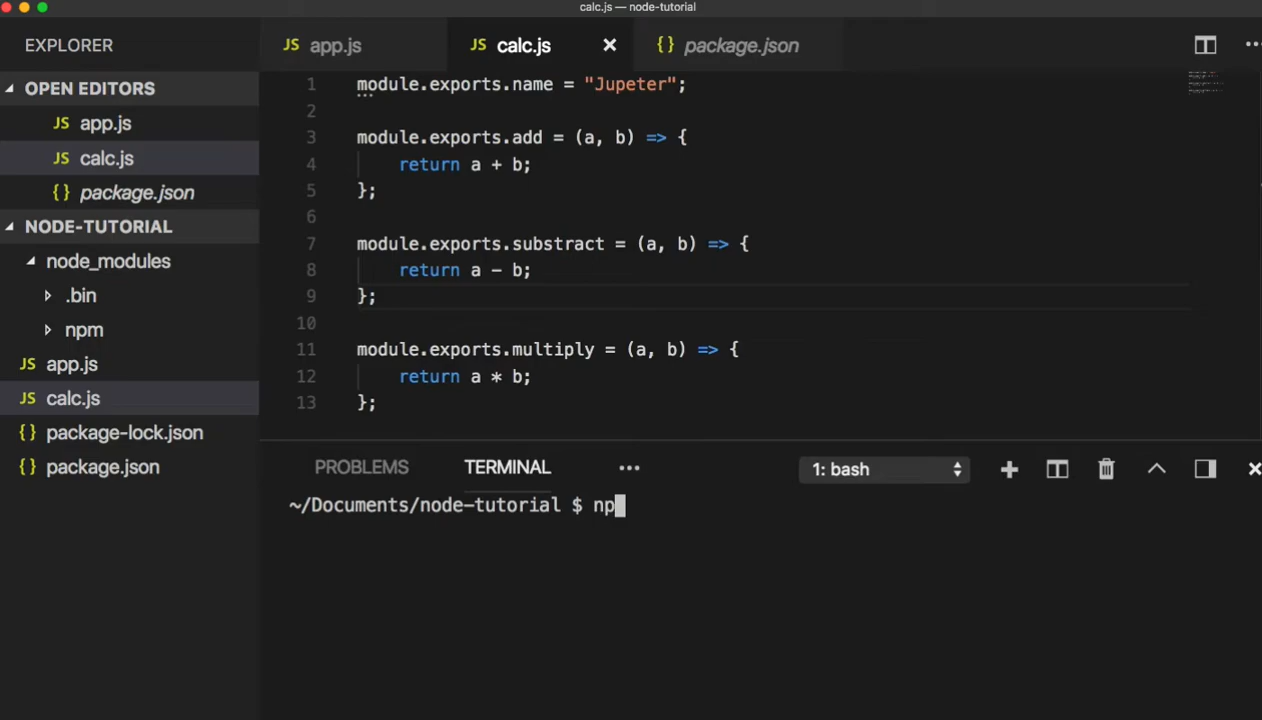 calc.js — node-tutorial
EXPLORER
OPEN EDITORS
JS app.js
JS calc.js
{} package.json
NODE-TUTORIAL
node_modules
.bin
npm
JS app.js
JS calc.js
{} package-lock.json
{} package.json
JS app.js
JS calc.js
{} package.json
1 module.exports.name = "Jupeter";
2
3 module.exports.add = (a, b) => {
4 return a + b;
5 };
6
7 module.exports.substract = (a, b) => {
8 return a - b;
9 };
10
11 module.exports.multiply = (a, b) => {
12 return a * b;
13 };
PROBLEMS TERMINAL ••• 1: bash
~/Documents/node-tutorial $ np